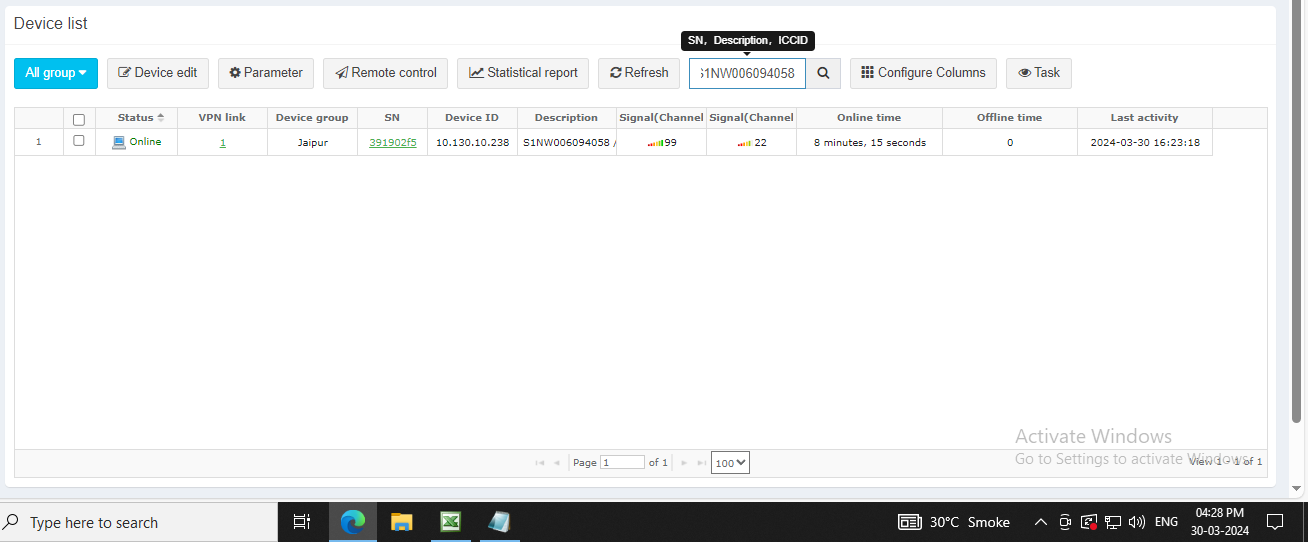 Device list
SN, Description, ICCID
All group Device edit Parameter Remote control Statistical report Refresh S1NW006094058 Configure Columns Task
Status VPN link Device group SN Device ID Description Signal(Channel Signal(Channel Online time Offline time Last activity
1 Online 1 Jaipur 391902f5 10.130.10.238 S1NW006094058 / 99 22 8 minutes, 15 seconds 0 2024-03-30 16:23:18
Activate Windows
Go to Settings to activate Windows.
Page 1 of 1 100 View 1 - 1 of 1
Type here to search 30°C Smoke ENG 04:28 PM
30-03-2024